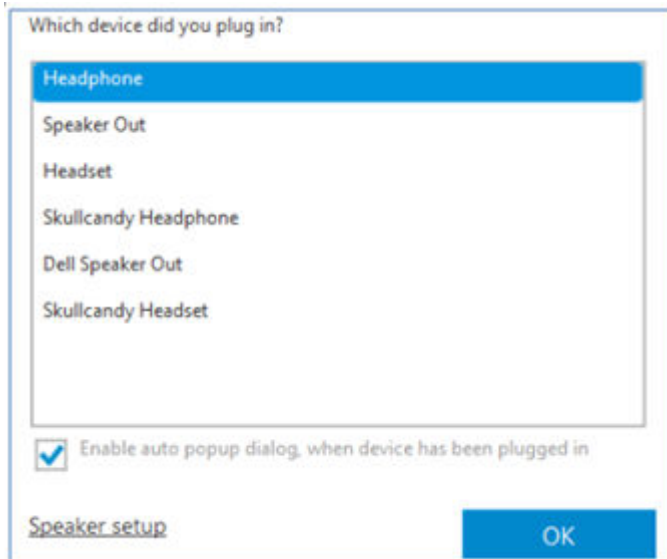 Which device did you plug in?
Headphone
Speaker Out
Headset
Skullcandy Headphone
Dell Speaker Out
Skullcandy Headset
Enable auto popup dialog, when device has been plugged in
Speaker setup
OK